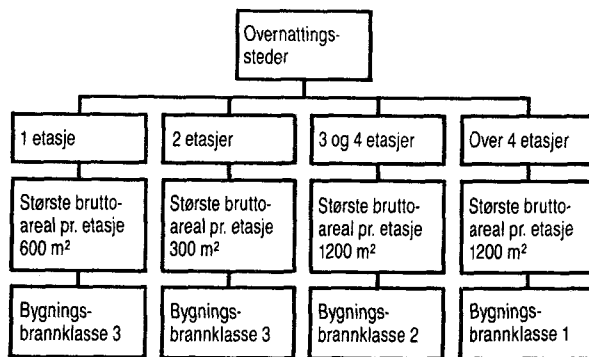 Overnattings-
steder
1 etasje
2 etasjer
3 og 4 etasjer
Over 4 etasjer
Største brutto-
areal pr. etasje
600 m²
Største brutto-
areal pr. etasje
300 m²
Største brutto-
areal pr. etasje
1200 m²
Største brutto-
areal pr. etasje
1200 m²
Bygnings-
brannklasse 3
Bygnings-
brannklasse 3
Bygnings-
brannklasse 2
Bygnings-
brannklasse 1